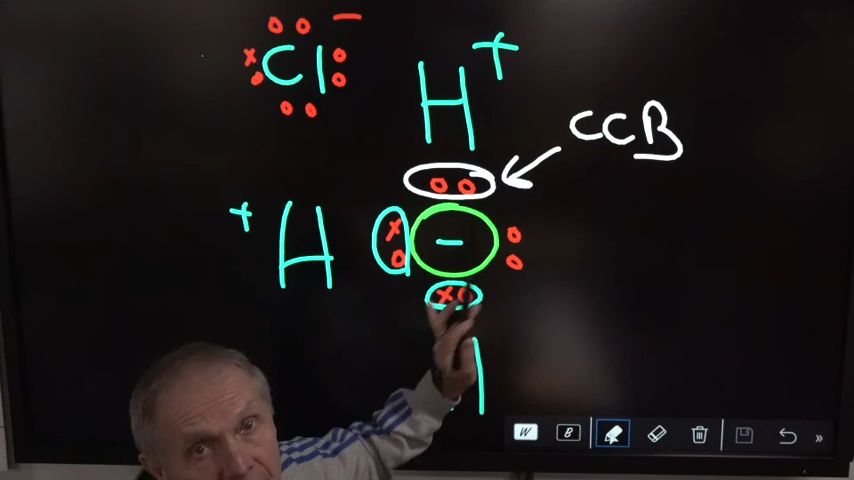 Cl −
H +
CCB
+ H
−
W B »